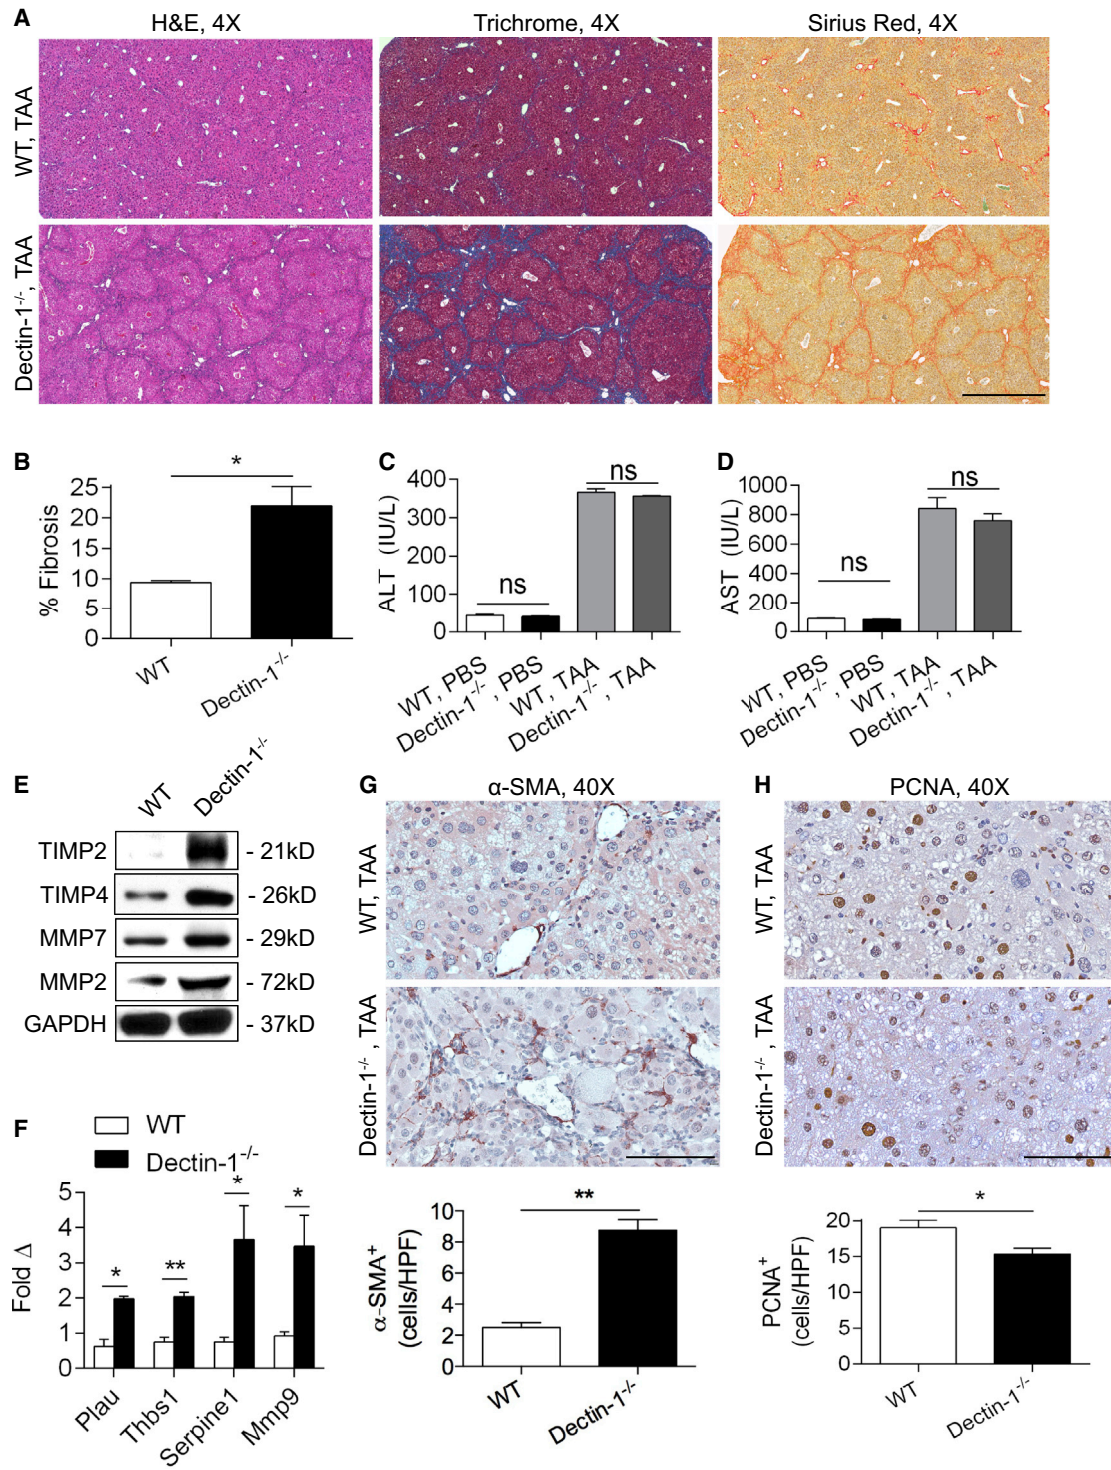 A
H&E, 4X
Trichrome, 4X
Sirius Red, 4X
WT, TAA
Dectin-1-/-, TAA
B
*
% Fibrosis
25
20
15
10
5
0
WT
Dectin-1-/-
C
ns
ns
ALT (IU/L)
400
300
200
100
0
WT, PBS
Dectin-1-/-, PBS
WT, TAA
Dectin-1-/-, TAA
D
ns
ns
AST (IU/L)
1000
800
600
400
200
0
WT, PBS
Dectin-1-/-, PBS
WT, TAA
Dectin-1-/-, TAA
E
WT
Dectin-1-/-
TIMP2 - 21kD
TIMP4 - 26kD
MMP7 - 29kD
MMP2 - 72kD
GAPDH - 37kD
F
WT
Dectin-1-/-
Fold Δ
5
4
3
2
1
0
*
**
*
*
Plau
Thbs1
Serpine1
Mmp9
G
α-SMA, 40X
WT, TAA
Dectin-1-/-, TAA
**
α-SMA+
(cells/HPF)
10
8
6
4
2
0
WT
Dectin-1-/-
H
PCNA, 40X
WT, TAA
Dectin-1-/-, TAA
*
PCNA+
(cells/HPF)
20
15
10
5
0
WT
Dectin-1-/-